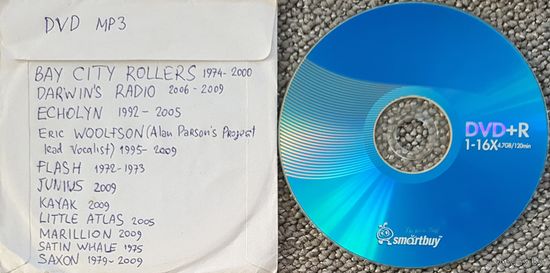 DVD MP3
BAY CITY ROLLERS 1974-2000
DARWIN'S RADIO 2006-2009
ECHOLYN 1992-2005
ERIC WOOLFSON (Alan Parson's Project
lead Vocalist) 1995-2009
FLASH 1972-1973
JUNIUS 2009
KAYAK 2009
LITTLE ATLAS 2005
MARILLION 2009
SATIN WHALE 1975
SAXON 1979-2009
DVD+R
1-16X 4.7GB/120min
smartbuy